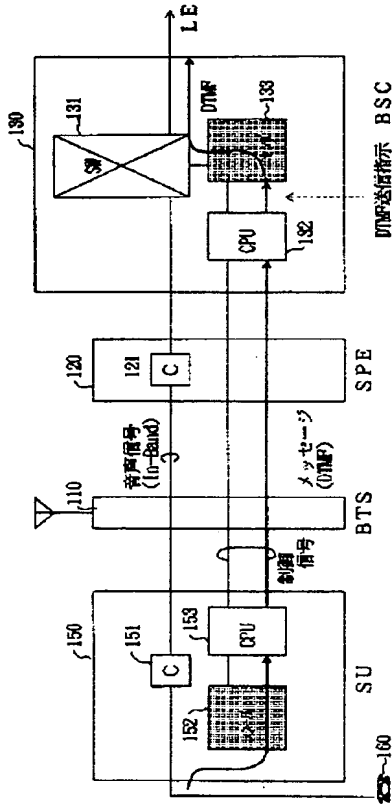 LE
130
131
SW
DTMF
133
CPU
132
DTMF送信指示
BSC
120
121
C
SPE
音声信号
(In-Band)
110
BTS
メッセージ
(DTMF)
制御
信号
150
151
C
153
CPU
152
SU
160